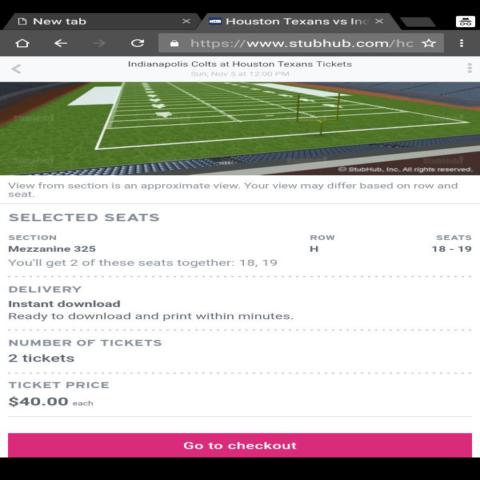 New tab
Houston Texans vs In
https://www.stubhub.com/ho
Indianapolis Colts at Houston Texans Tickets
Sun, Nov 5 at 12:00 PM
© StubHub, Inc. All rights reserved.
View from section is an approximate view. Your view may differ based on row and
seat.
SELECTED SEATS
SECTION ROW SEATS
Mezzanine 325 H 18 - 19
You'll get 2 of these seats together: 18, 19
DELIVERY
Instant download
Ready to download and print within minutes.
NUMBER OF TICKETS
2 tickets
TICKET PRICE
$40.00 each
Go to checkout